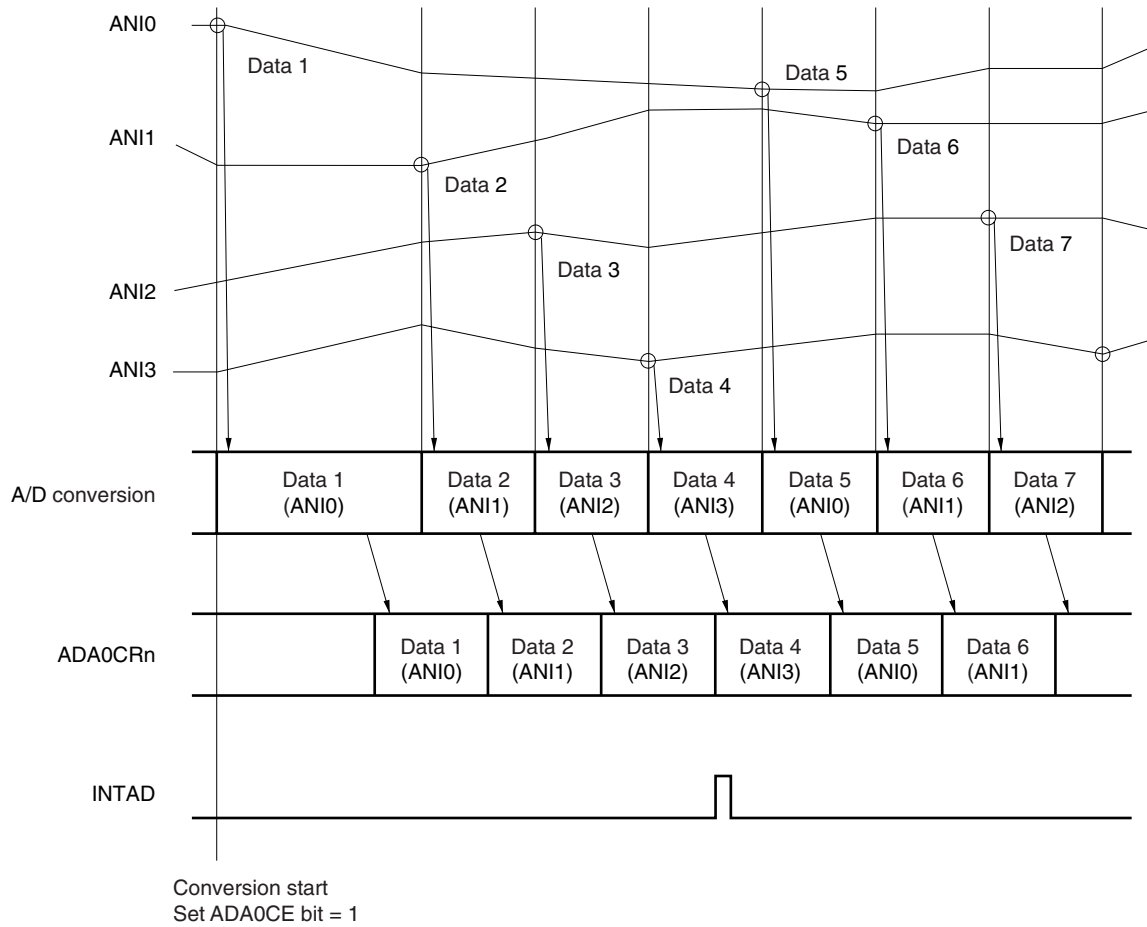 ANI0
Data 1
Data 5
ANI1
Data 6
Data 2
Data 7
Data 3
ANI2
ANI3
Data 4
A/D conversion
Data 1
(ANI0)
Data 2
(ANI1)
Data 3
(ANI2)
Data 4
(ANI3)
Data 5
(ANI0)
Data 6
(ANI1)
Data 7
(ANI2)
ADA0CRn
Data 1
(ANI0)
Data 2
(ANI1)
Data 3
(ANI2)
Data 4
(ANI3)
Data 5
(ANI0)
Data 6
(ANI1)
INTAD
Conversion start
Set ADA0CE bit = 1